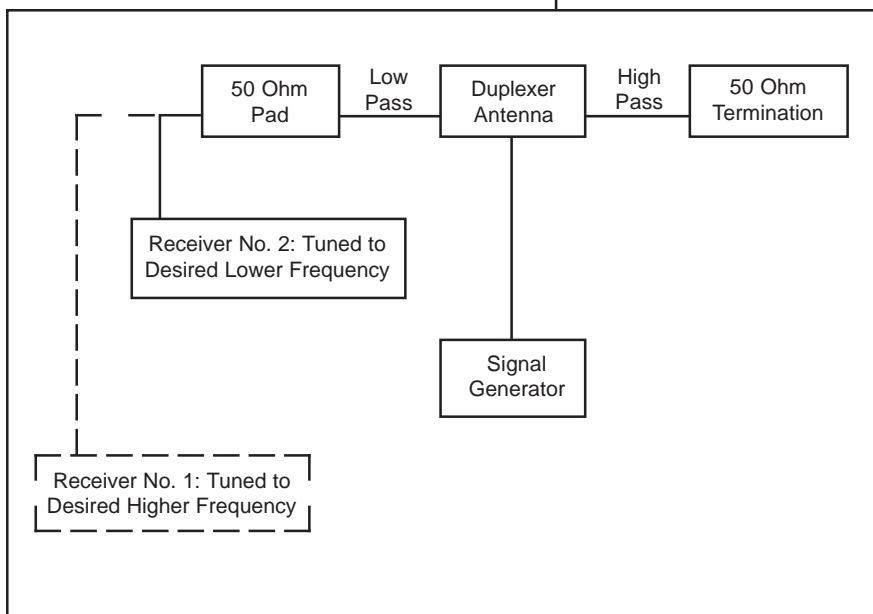 50 Ohm
Pad
Low
Pass
Duplexer
Antenna
High
Pass
50 Ohm
Termination
Receiver No. 2: Tuned to
Desired Lower Frequency
Signal
Generator
Receiver No. 1: Tuned to
Desired Higher Frequency